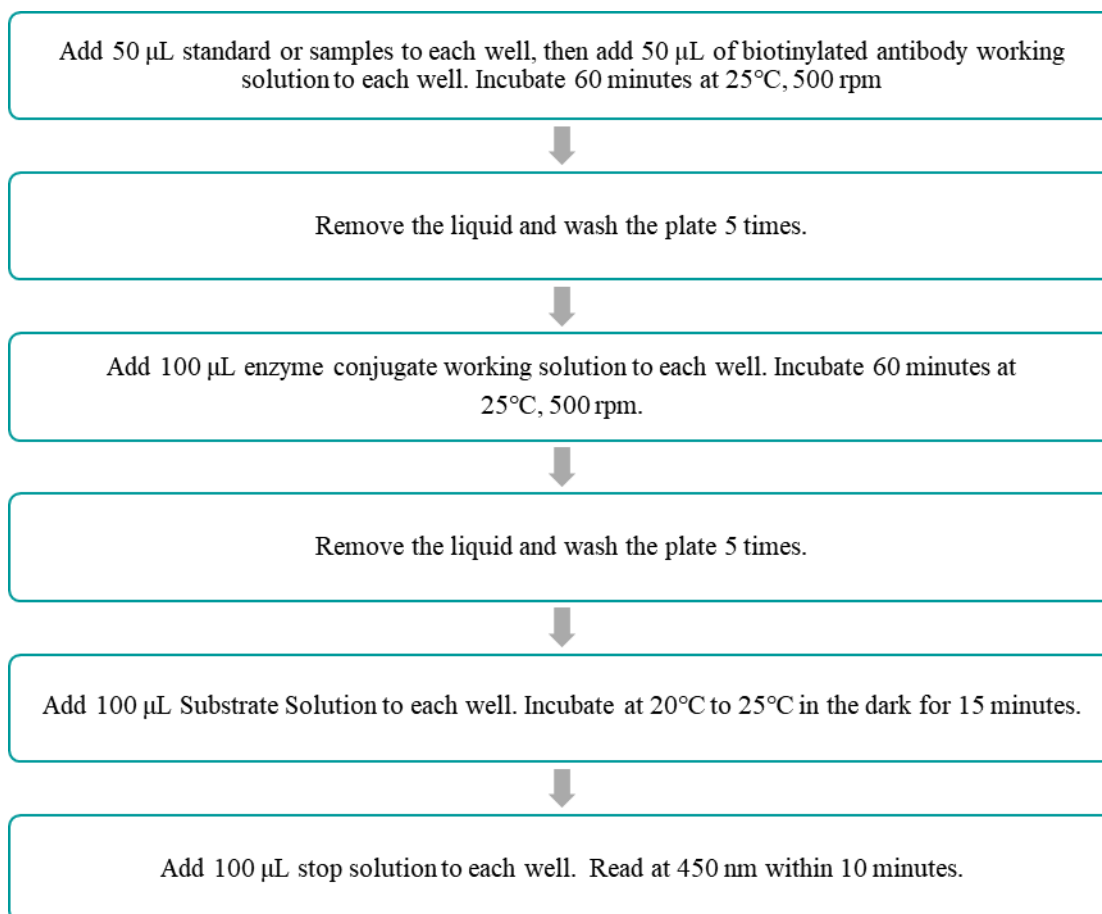 Add 50 μL standard or samples to each well, then add 50 μL of biotinylated antibody working
solution to each well. Incubate 60 minutes at 25℃, 500 rpm
Remove the liquid and wash the plate 5 times.
Add 100 μL enzyme conjugate working solution to each well. Incubate 60 minutes at
25℃, 500 rpm.
Remove the liquid and wash the plate 5 times.
Add 100 μL Substrate Solution to each well. Incubate at 20℃ to 25℃ in the dark for 15 minutes.
Add 100 μL stop solution to each well.  Read at 450 nm within 10 minutes.